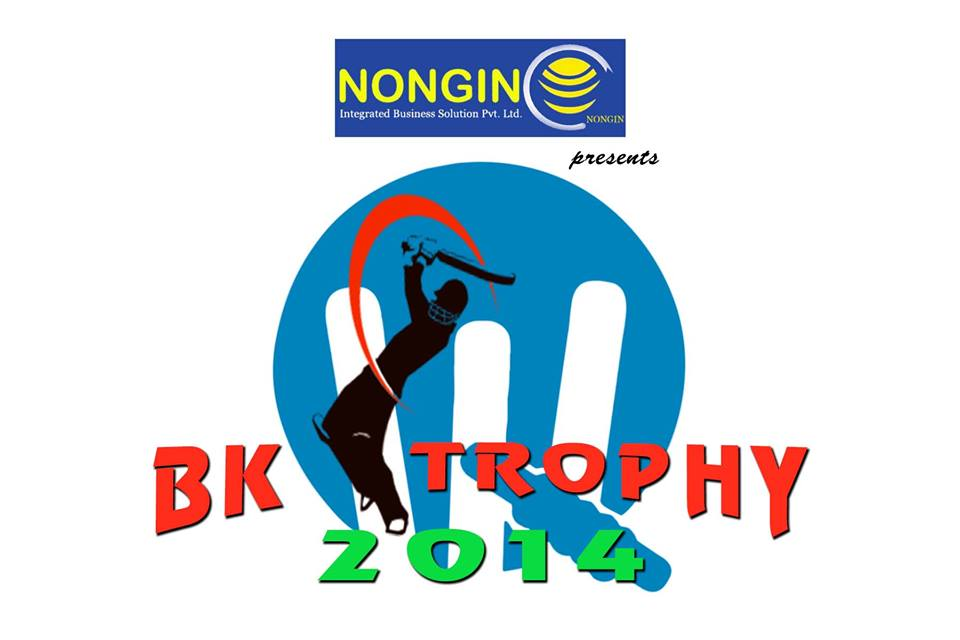 NONGIN
Integrated Business Solution Pvt. Ltd.
NONGIN
presents
BK TROPHY
2014